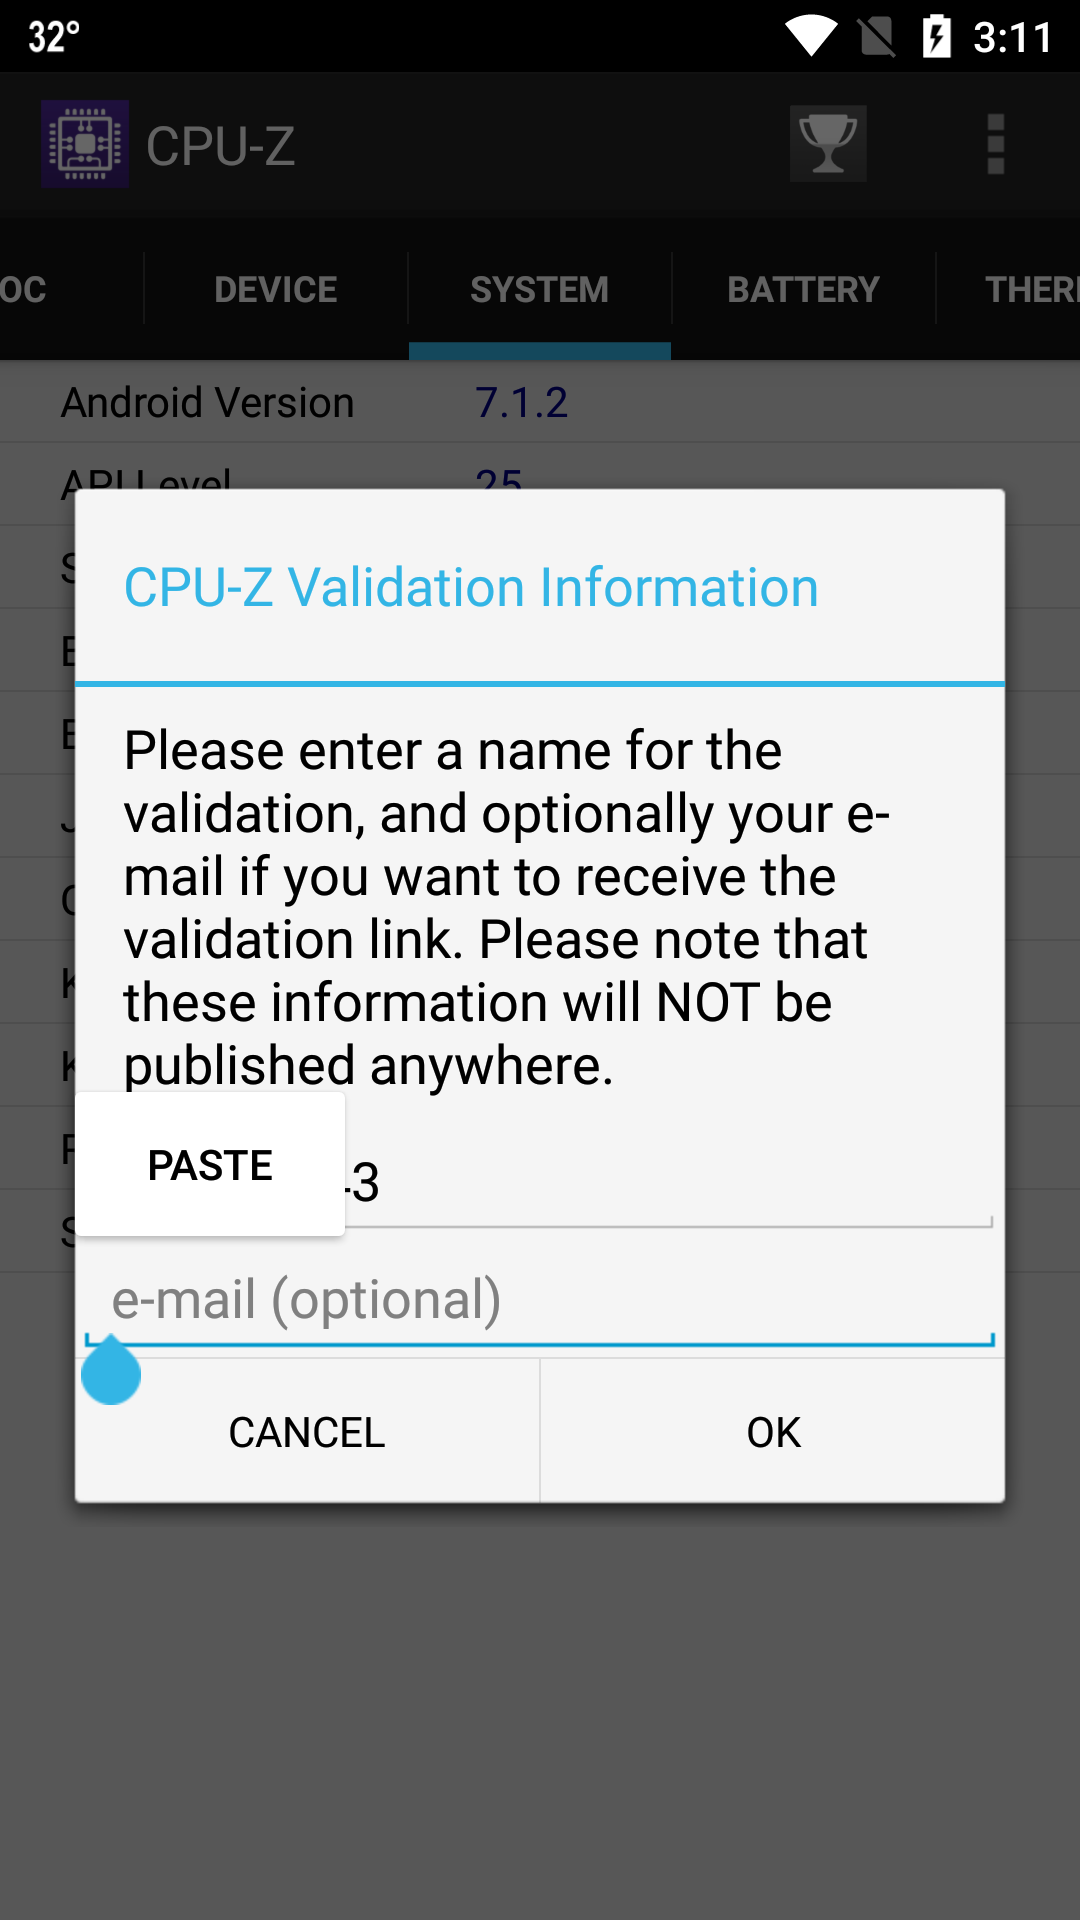 32°
3:11
CPU-Z
OC
DEVICE
SYSTEM
BATTERY
THER
Android Version
7.1.2
API Level
25
CPU-Z Validation Information
Please enter a name for the
validation, and optionally your e-
mail if you want to receive the
validation link. Please note that
these information will NOT be
published anywhere.
PASTE
-3
e-mail (optional)
CANCEL
OK